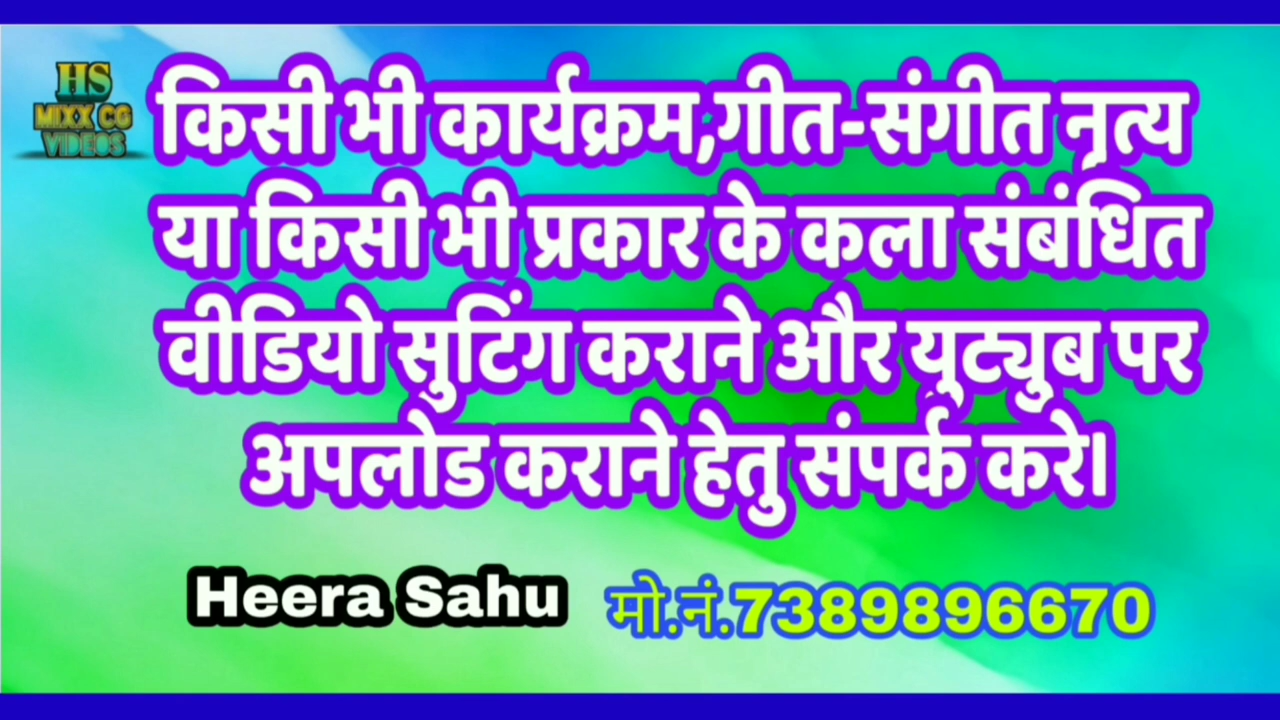 HS
MIXX CG
VIDEOS
किसी भी कार्यक्रम,गीत-संगीत नृत्य
या किसी भी प्रकार के कला संबंधित
वीडियो सुटिंग कराने और यूट्युब पर
अपलोड कराने हेतु संपर्क करे।
Heera Sahu मो.नं.7389896670